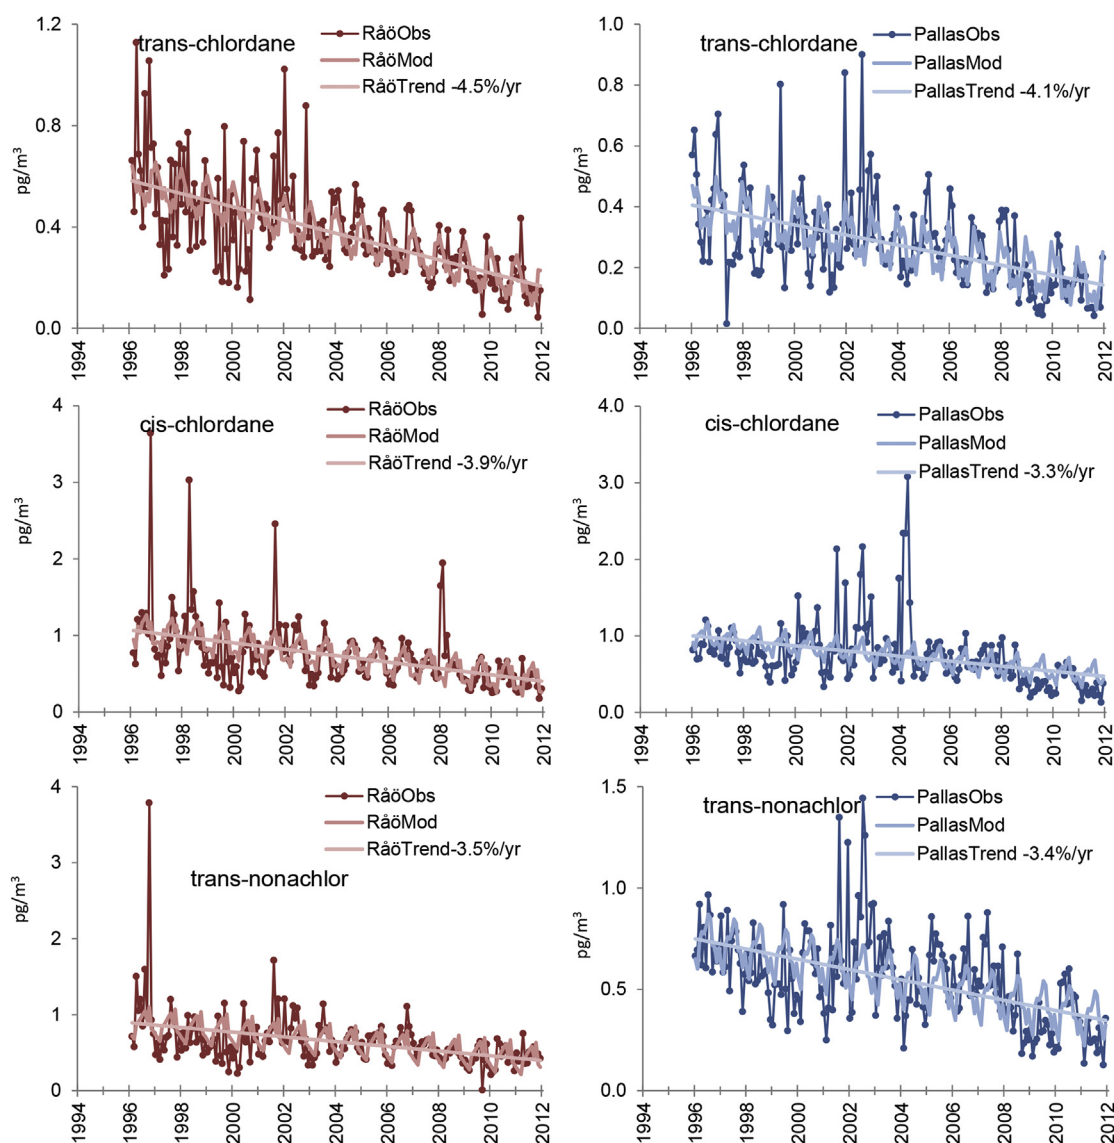 trans-chlordane
RåöObs
RåöMod
RåöTrend -4.5%/yr
pg/m³
1.2
0.8
0.4
0.0
1994 1996 1998 2000 2002 2004 2006 2008 2010 2012
trans-chlordane
PallasObs
PallasMod
PallasTrend -4.1%/yr
pg/m³
1.0
0.8
0.6
0.4
0.2
0.0
1994 1996 1998 2000 2002 2004 2006 2008 2010 2012
cis-chlordane
RåöObs
RåöMod
RåöTrend -3.9%/yr
pg/m³
4
3
2
1
0
1994 1996 1998 2000 2002 2004 2006 2008 2010 2012
cis-chlordane
PallasObs
PallasMod
PallasTrend -3.3%/yr
pg/m³
4.0
3.0
2.0
1.0
0.0
1994 1996 1998 2000 2002 2004 2006 2008 2010 2012
trans-nonachlor
RåöObs
RåöMod
RåöTrend-3.5%/yr
pg/m³
4
3
2
1
0
1994 1996 1998 2000 2002 2004 2006 2008 2010 2012
trans-nonachlor
PallasObs
PallasMod
PallasTrend -3.4%/yr
pg/m³
1.5
1.0
0.5
0.0
1994 1996 1998 2000 2002 2004 2006 2008 2010 2012